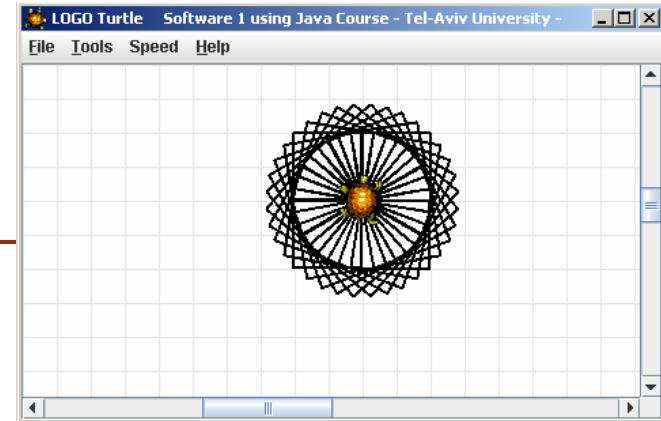 LOGO Turtle Software 1 using Java Course - Tel-Aviv University -
File Tools Speed Help